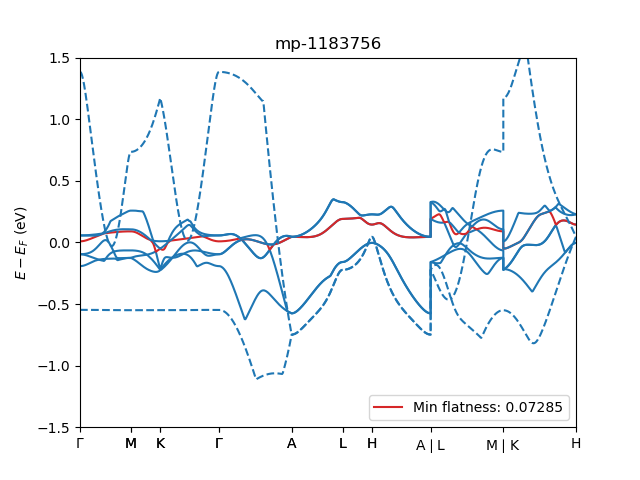 mp-1183756
E − E_F (eV)
1.5
1.0
0.5
0.0
−0.5
−1.0
−1.5
Γ M K Γ A L H A | L M | K H
Min flatness: 0.07285